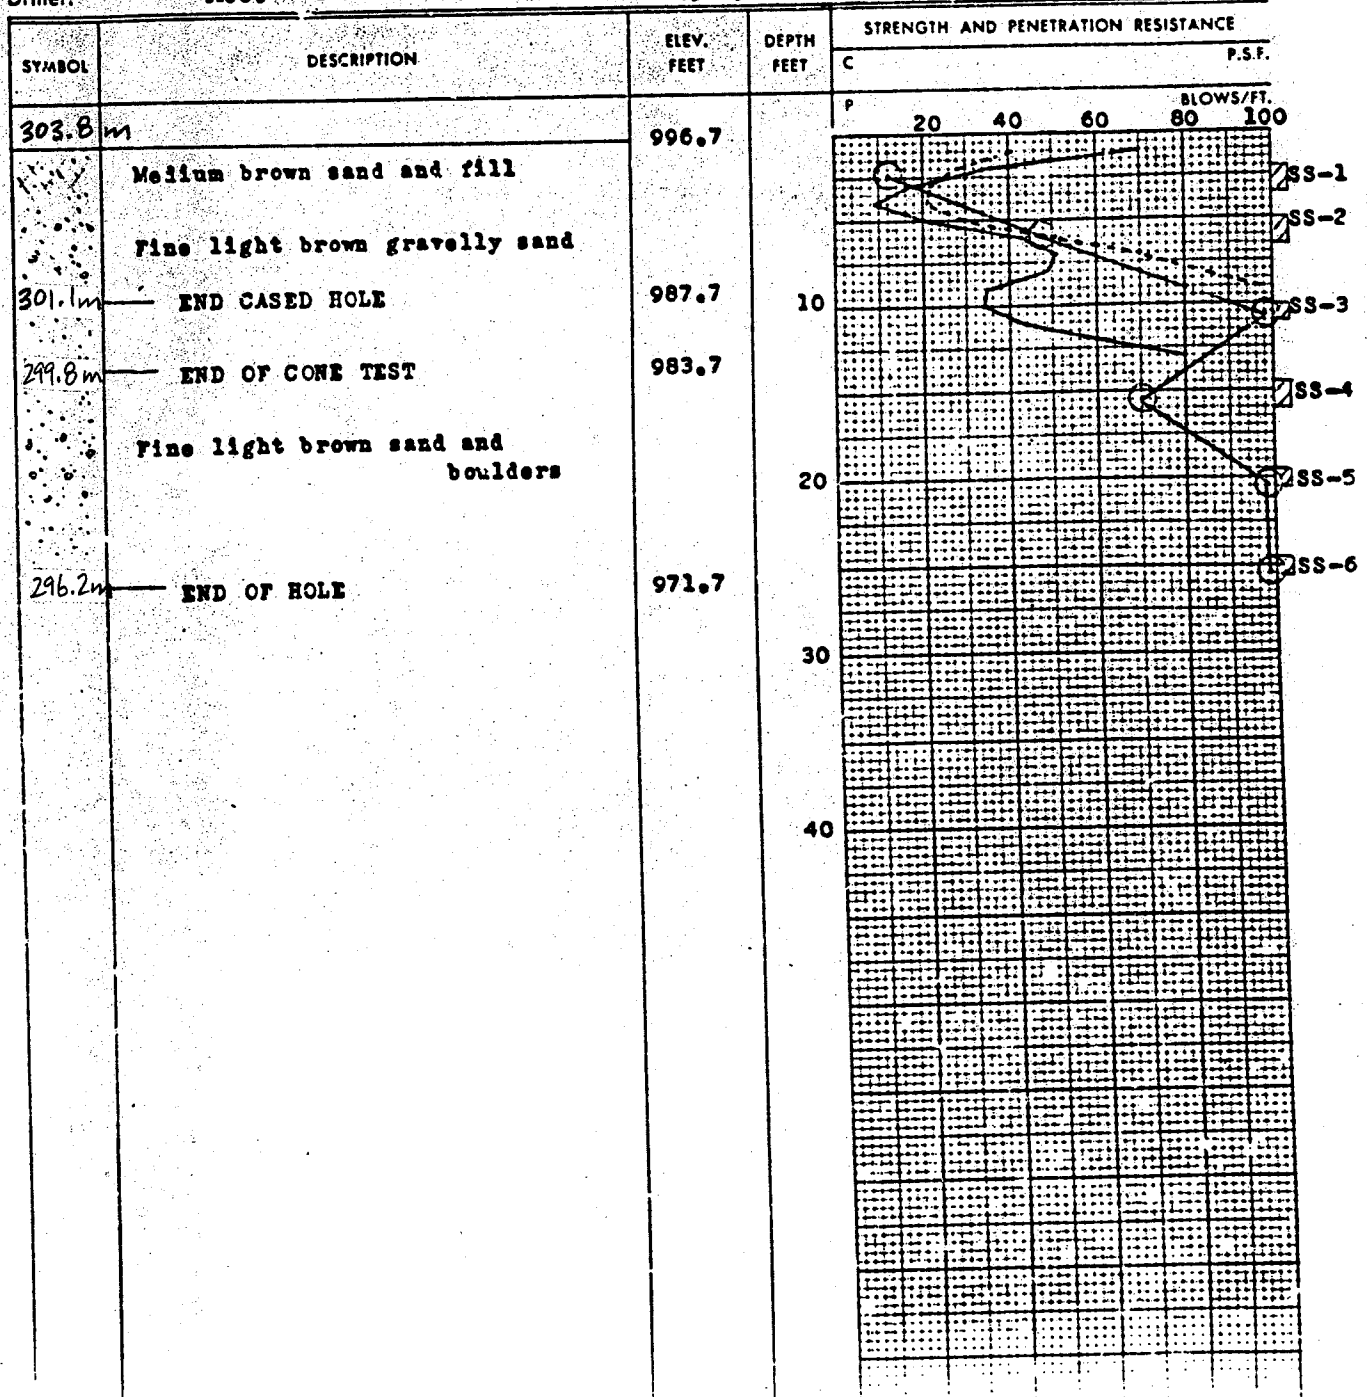 Driller:
SYMBOL DESCRIPTION ELEV. FEET DEPTH FEET STRENGTH AND PENETRATION RESISTANCE
C P.S.F.
P BLOWS/FT.
20 40 60 80 100
303.8 m 996.7
Medium brown sand and fill SS-1
Fine light brown gravelly sand SS-2
301.1m END CASED HOLE 987.7 10 SS-3
299.8m END OF CONE TEST 983.7
SS-4
Fine light brown sand and
boulders
20 SS-5
296.2m END OF HOLE 971.7 SS-6
30
40